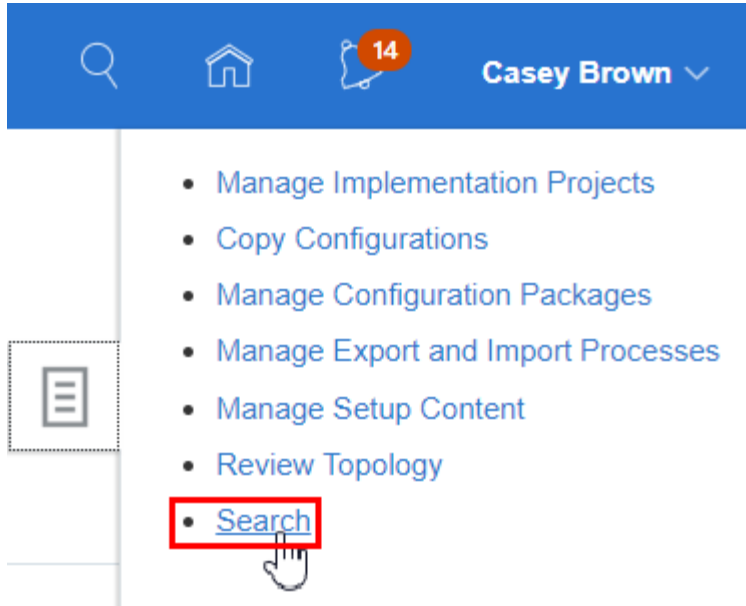 14
Casey Brown
Manage Implementation Projects
Copy Configurations
Manage Configuration Packages
Manage Export and Import Processes
Manage Setup Content
Review Topology
Search